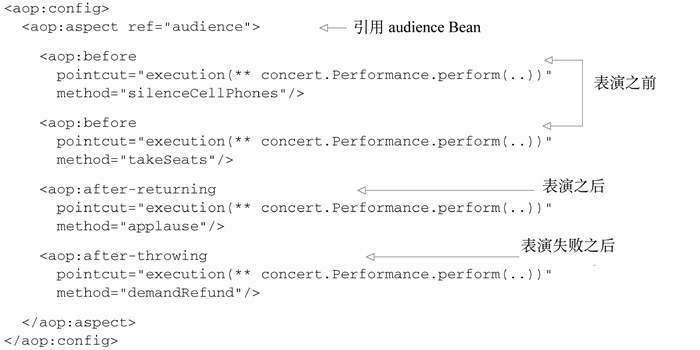 <aop:config>
<aop:aspect ref="audience"> 引用 audience Bean
<aop:before
pointcut="execution(** concert.Performance.perform(..))"
method="silenceCellPhones"/>
表演之前
<aop:before
pointcut="execution(** concert.Performance.perform(..))"
method="takeSeats"/>
<aop:after-returning 表演之后
pointcut="execution(** concert.Performance.perform(..))"
method="applause"/>
<aop:after-throwing 表演失败之后
pointcut="execution(** concert.Performance.perform(..))"
method="demandRefund"/>
</aop:aspect>
</aop:config>